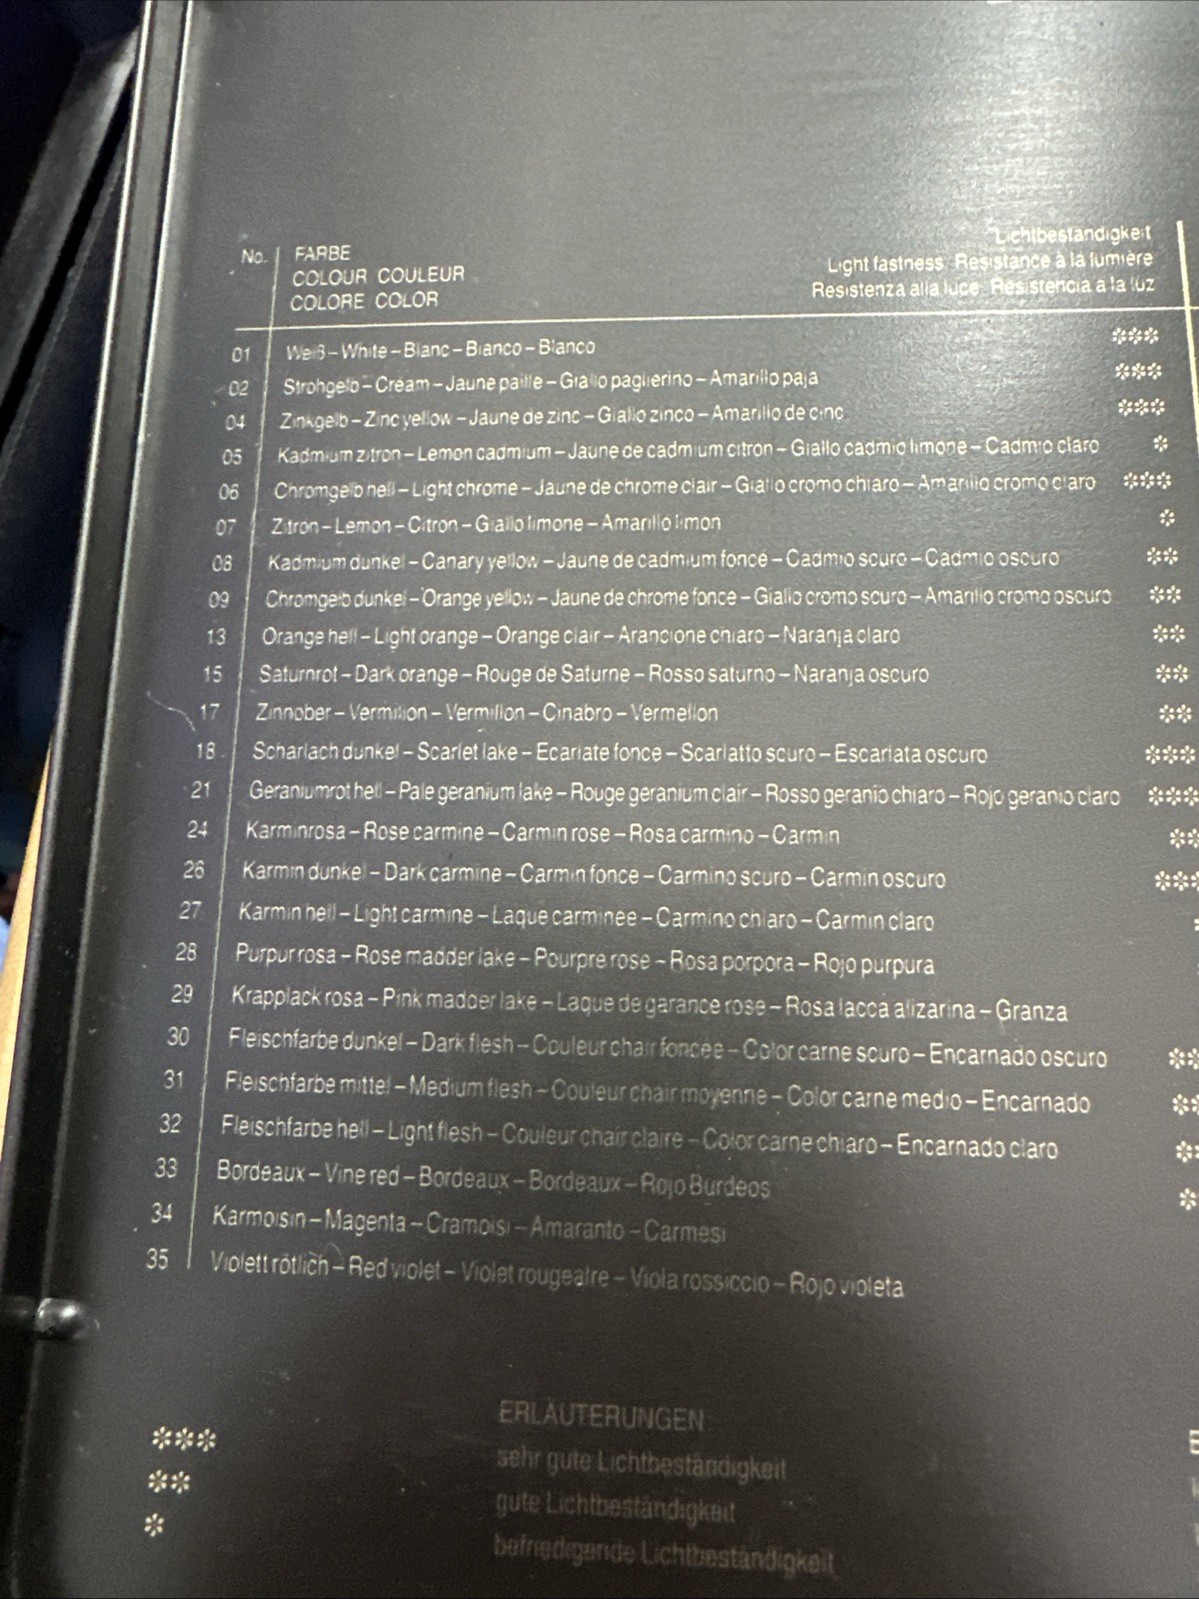 No. FARBE Lichtbeständigkeit
COLOUR COULEUR Light fastness Résistance à la lumière
COLORE COLOR Resistenza alla luce Resistencia a la luz
01 Weiß – White – Blanc – Bianco – Blanco ***
02 Strohgelb – Cream – Jaune paille – Giallo paglierino – Amarillo paja ***
04 Zinkgelb – Zinc yellow – Jaune de zinc – Giallo zinco – Amarillo de cinc ***
05 Kadmium zitron – Lemon cadmium – Jaune de cadmium citron – Giallo cadmio limone – Cadmio claro *
06 Chromgelb hell – Light chrome – Jaune de chrome clair – Giallo cromo chiaro – Amarillo cromo claro ***
07 Zitron – Lemon – Citron – Giallo limone – Amarillo limon *
08 Kadmium dunkel – Canary yellow – Jaune de cadmium foncé – Cadmio scuro – Cadmio oscuro **
09 Chromgelb dunkel – Orange yellow – Jaune de chrome foncé – Giallo cromo scuro – Amarillo cromo oscuro **
13 Orange hell – Light orange – Orange clair – Arancione chiaro – Naranja claro **
15 Saturnrot – Dark orange – Rouge de Saturne – Rosso saturno – Naranja oscuro **
17 Zinnober – Vermilion – Vermillon – Cinabro – Vermellon **
18 Scharlach dunkel – Scarlet lake – Ecarlate foncé – Scarlatto scuro – Escarlata oscuro ***
21 Geraniumrot hell – Pale geranium lake – Rouge geranium clair – Rosso geranio chiaro – Rojo geranio claro ***
24 Karminrosa – Rose carmine – Carmin rose – Rosa carmino – Carmin **
26 Karmin dunkel – Dark carmine – Carmin foncé – Carmino scuro – Carmin oscuro ***
27 Karmin hell – Light carmine – Laque carminée – Carmino chiaro – Carmin claro
28 Purpur rosa – Rose madder lake – Pourpre rose – Rosa porpora – Rojo purpura
29 Krapplack rosa – Pink madder lake – Laque de garance rose – Rosa lacca alizarina – Granza
30 Fleischfarbe dunkel – Dark flesh – Couleur chair foncée – Color carne scuro – Encarnado oscuro **
31 Fleischfarbe mittel – Medium flesh – Couleur chair moyenne – Color carne medio – Encarnado **
32 Fleischfarbe hell – Light flesh – Couleur chair claire – Color carne chiaro – Encarnado claro **
33 Bordeaux – Vine red – Bordeaux – Bordeaux – Rojo Burdeos *
34 Karmoisin – Magenta – Cramoisi – Amaranto – Carmesi
35 Violett rötlich – Red violet – Violet rougeatre – Viola rossiccio – Rojo violeta
ERLÄUTERUNGEN:
*** sehr gute Lichtbeständigkeit
** gute Lichtbeständigkeit
* befriedigende Lichtbeständigkeit